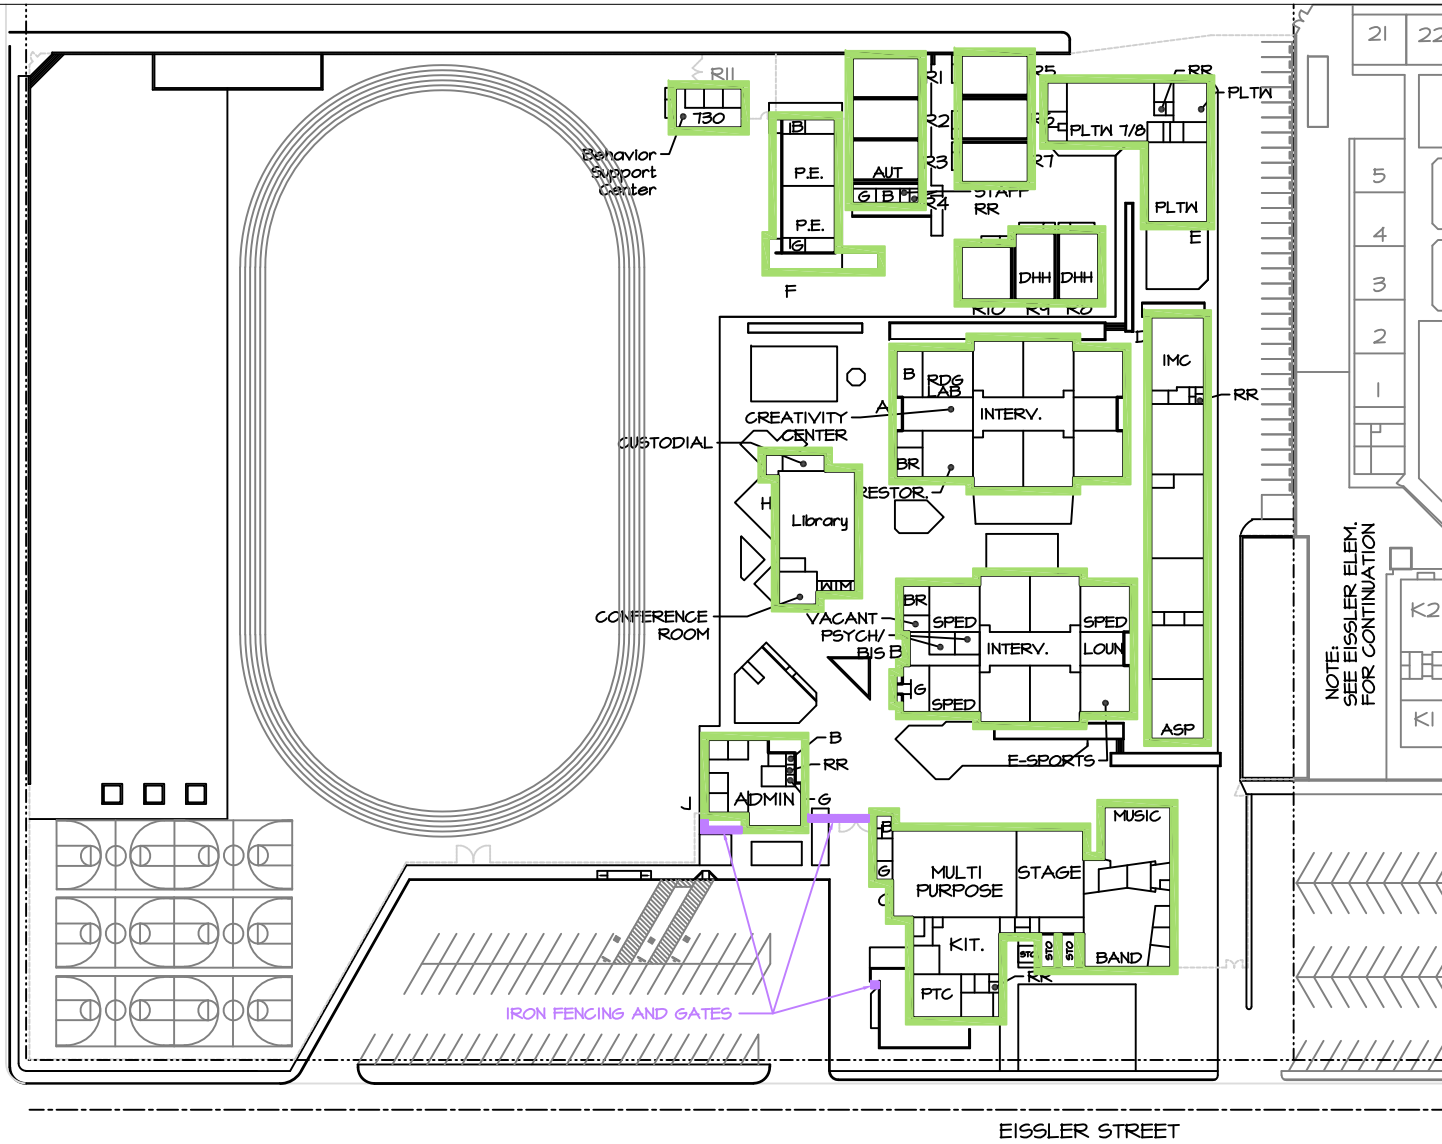 21
22
R11
730
Behavior
Support
Center
B
P.E.
P.E.
G
F
R1
R2
R3
R4
AUT
G
B
STAFF
RR
R5
R7
RR
PLTW
PLTW 7/8
PLTW
E
DHH
DHH
R10
R9
5
4
3
2
1
IMC
RR
ASP
B
RDG
LAB
A
CREATIVITY
CENTER
INTERV.
BR
RESTOR.
CUSTODIAL
H
Library
W
M
CONFERENCE
ROOM
VACANT
PSYCH/
BIS
B
BR
SPED
SPED
INTERV.
LOUN
G
SPED
E-SPORTS
NOTE:
SEE EISSLER ELEM.
FOR CONTINUATION
K2
K1
B
RR
G
ADMIN
L
MUSIC
B
G
MULTI
PURPOSE
STAGE
KIT.
STO
STO
STO
BAND
RR
PTC
IRON FENCING AND GATES
EISSLER STREET